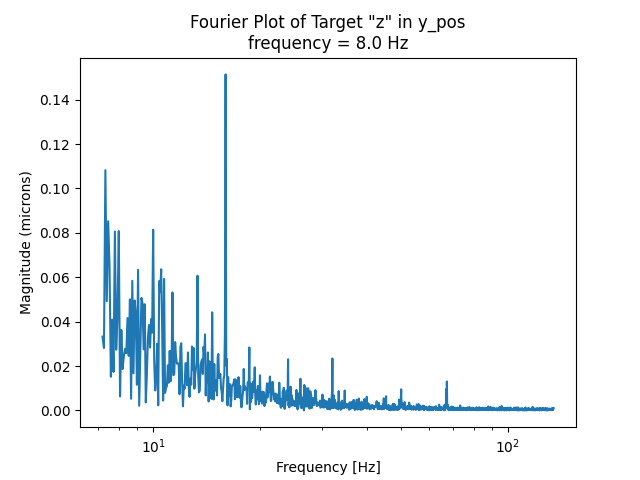 Fourier Plot of Target "z" in y_pos
frequency = 8.0 Hz
Magnitude (microns)
0.14
0.12
0.10
0.08
0.06
0.04
0.02
0.00
10¹
10²
Frequency [Hz]